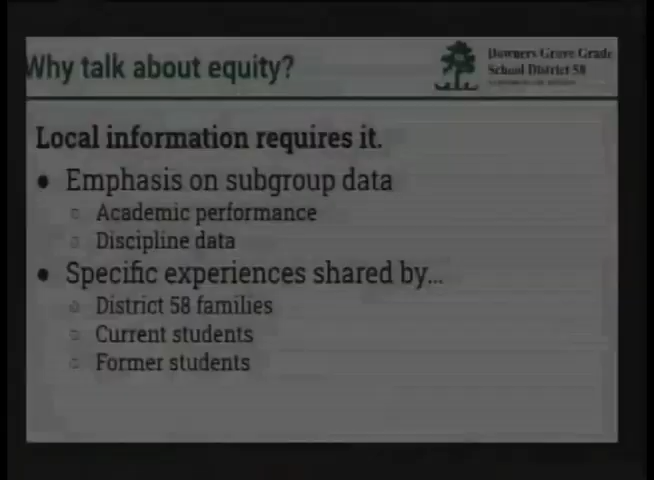 Why talk about equity?
Downers Grove Grade
School District 58
Local information requires it.
Emphasis on subgroup data
Academic performance
Discipline data
Specific experiences shared by...
District 58 families
Current students
Former students